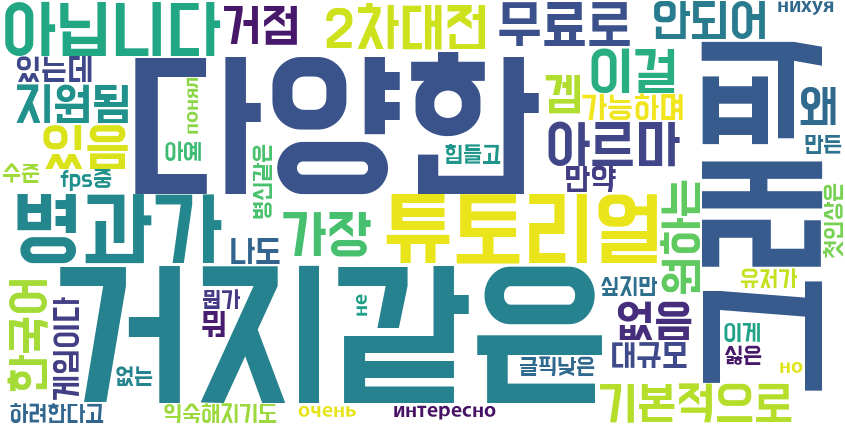 아닙니다
거점
2차대전
무료로
안되어
нихуя
있는데
다양한
이걸
그래픽
지원됨
понял
겜
가능하며
왜
있음
아예
힘들고
아르마
만든
수준
fps중
병신같은
만약
병과가
가장
튜토리얼
원하는
첫인상은
나도
한국어
거지같은
싶지만
유저가
뭔가
뭐
не
없음
이게
게임이다
없는
글픽낮은
대규모
싫은
но
하려한다고
익숙해지기도
очень
интересно
기본적으로